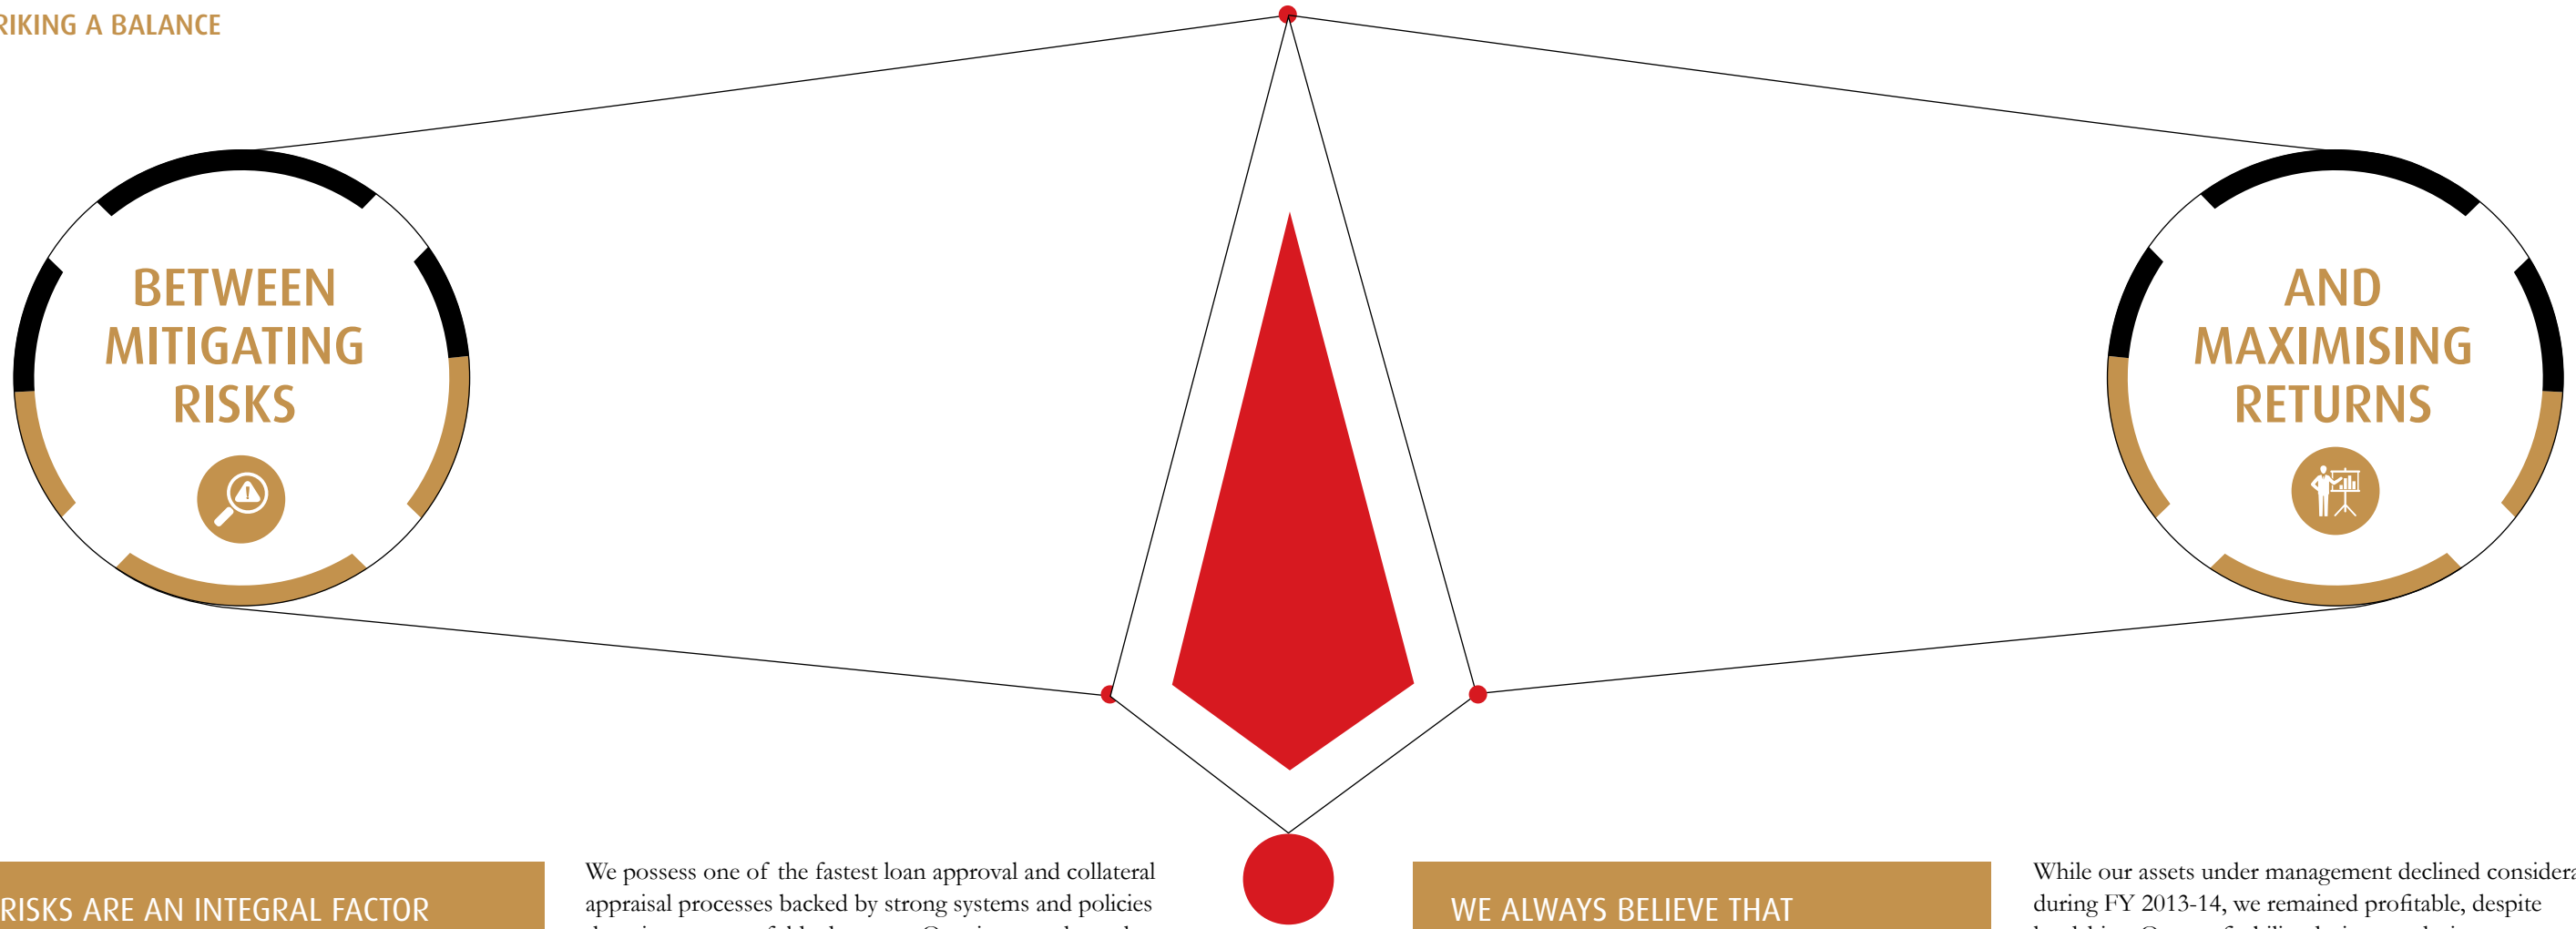 RIKING A BALANCE
BETWEEN
MITIGATING
RISKS
AND
MAXIMISING
RETURNS
RISKS ARE AN INTEGRAL FACTOR
We possess one of the fastest loan approval and collateral
appraisal processes backed by strong systems and policies
WE ALWAYS BELIEVE THAT
While our assets under management declined considera
during FY 2013-14, we remained profitable, despite